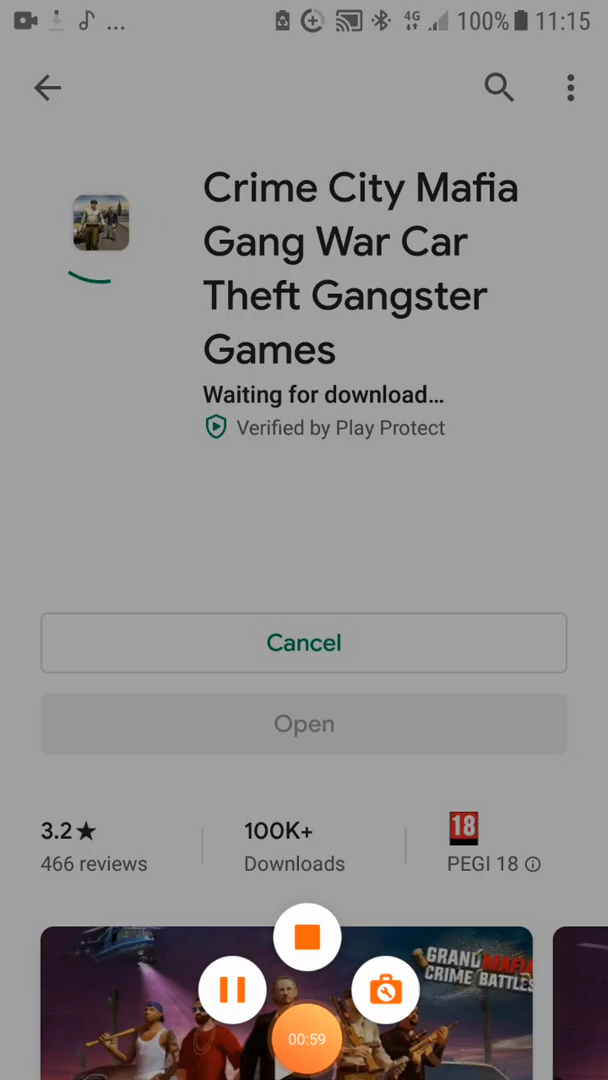 ... 4G 100% 11:15
Crime City Mafia
Gang War Car
Theft Gangster
Games
Waiting for download...
Verified by Play Protect
Cancel
Open
3.2★ 100K+ 18
466 reviews Downloads PEGI 18
GRAND MAFIA
CRIME BATTLES
00:59